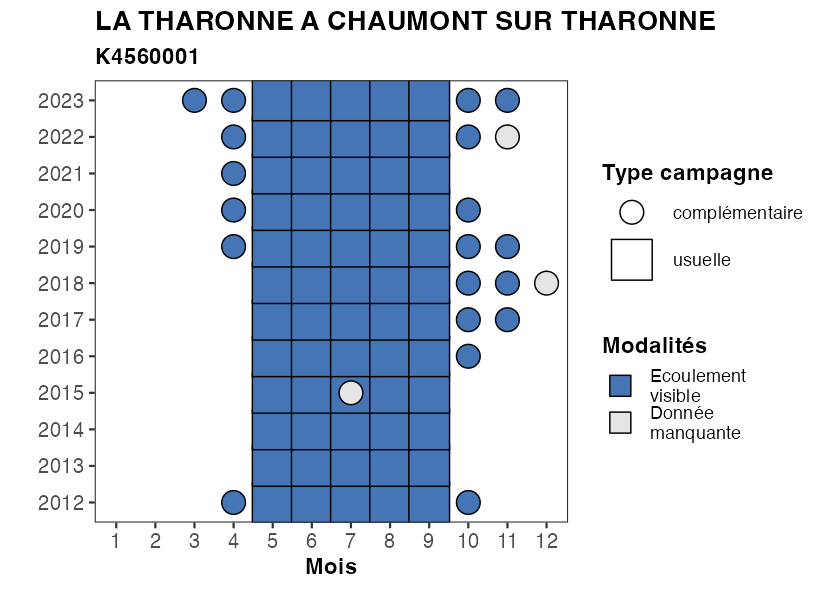 LA THARONNE A CHAUMONT SUR THARONNE
K4560001
2023
2022
2021
2020
2019
2018
2017
2016
2015
2014
2013
2012
1 2 3 4 5 6 7 8 9 10 11 12
Mois
Type campagne
complémentaire
usuelle
Modalités
Ecoulement
visible
Donnée
manquante